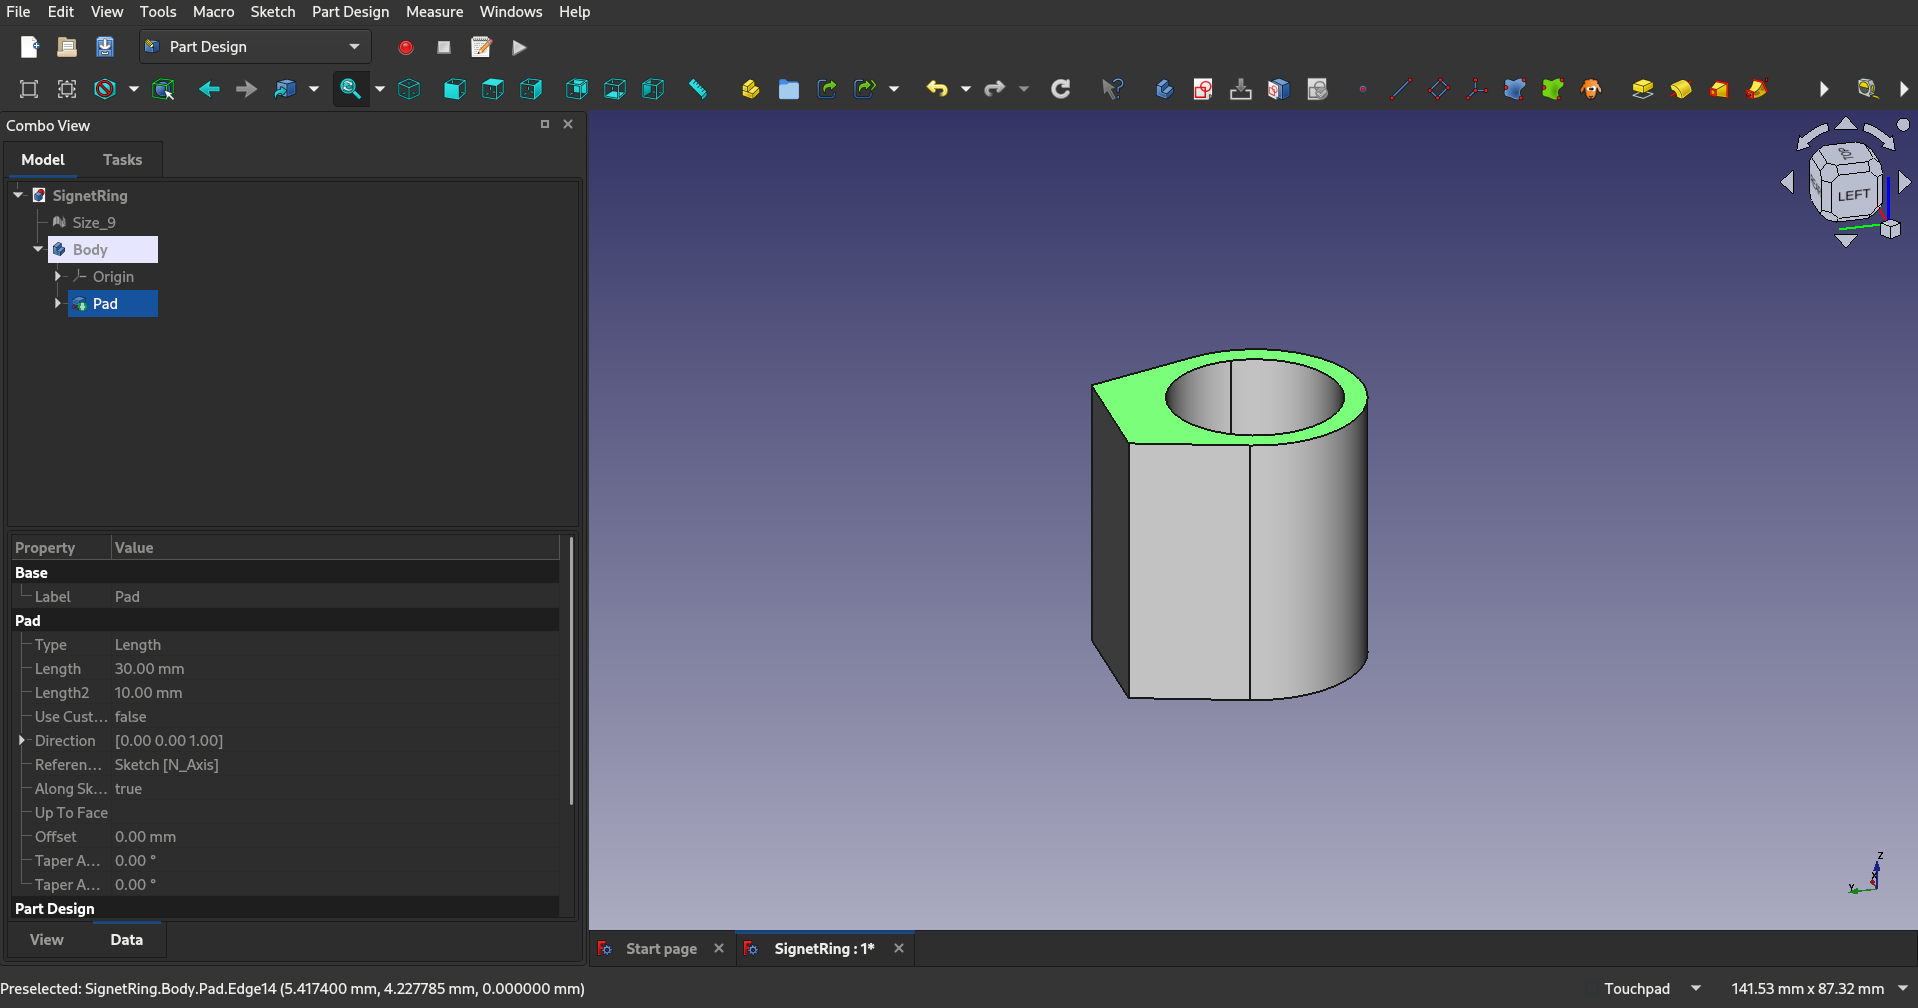 File Edit View Tools Macro Sketch Part Design Measure Windows Help
Part Design
Combo View
Model Tasks
SignetRing
Size_9
Body
Origin
Pad
Property Value
Base
Label Pad
Pad
Type Length
Length 30.00 mm
Length2 10.00 mm
Use Cust... false
Direction [0.00 0.00 1.00]
Referen... Sketch [N_Axis]
Along Sk... true
Up To Face
Offset 0.00 mm
Taper A... 0.00 °
Taper A... 0.00 °
Part Design
View Data
TOP
LEFT
Z
X
Y
Start page SignetRing : 1*
Preselected: SignetRing.Body.Pad.Edge14 (5.417400 mm, 4.227785 mm, 0.000000 mm)
Touchpad 141.53 mm x 87.32 mm